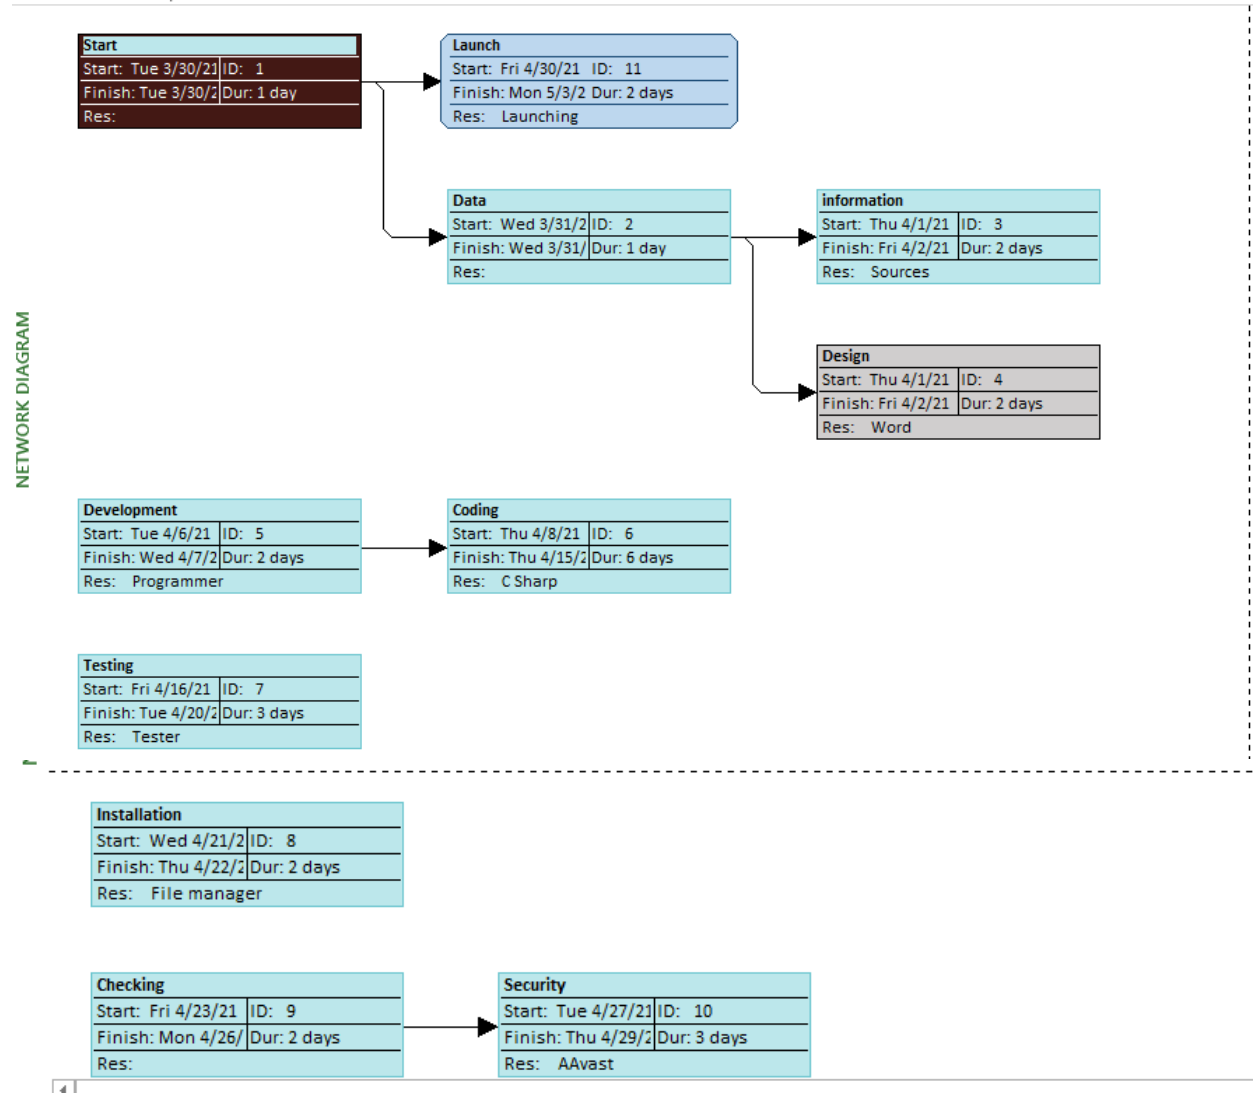 NETWORK DIAGRAM
Start
Start: Tue 3/30/21 ID: 1
Finish: Tue 3/30/2 Dur: 1 day
Res:
Launch
Start: Fri 4/30/21 ID: 11
Finish: Mon 5/3/2 Dur: 2 days
Res: Launching
Data
Start: Wed 3/31/2 ID: 2
Finish: Wed 3/31/ Dur: 1 day
Res:
information
Start: Thu 4/1/21 ID: 3
Finish: Fri 4/2/21 Dur: 2 days
Res: Sources
Design
Start: Thu 4/1/21 ID: 4
Finish: Fri 4/2/21 Dur: 2 days
Res: Word
Development
Start: Tue 4/6/21 ID: 5
Finish: Wed 4/7/2 Dur: 2 days
Res: Programmer
Coding
Start: Thu 4/8/21 ID: 6
Finish: Thu 4/15/2 Dur: 6 days
Res: C Sharp
Testing
Start: Fri 4/16/21 ID: 7
Finish: Tue 4/20/2 Dur: 3 days
Res: Tester
Installation
Start: Wed 4/21/2 ID: 8
Finish: Thu 4/22/2 Dur: 2 days
Res: File manager
Checking
Start: Fri 4/23/21 ID: 9
Finish: Mon 4/26/ Dur: 2 days
Res:
Security
Start: Tue 4/27/21 ID: 10
Finish: Thu 4/29/2 Dur: 3 days
Res: AAvast